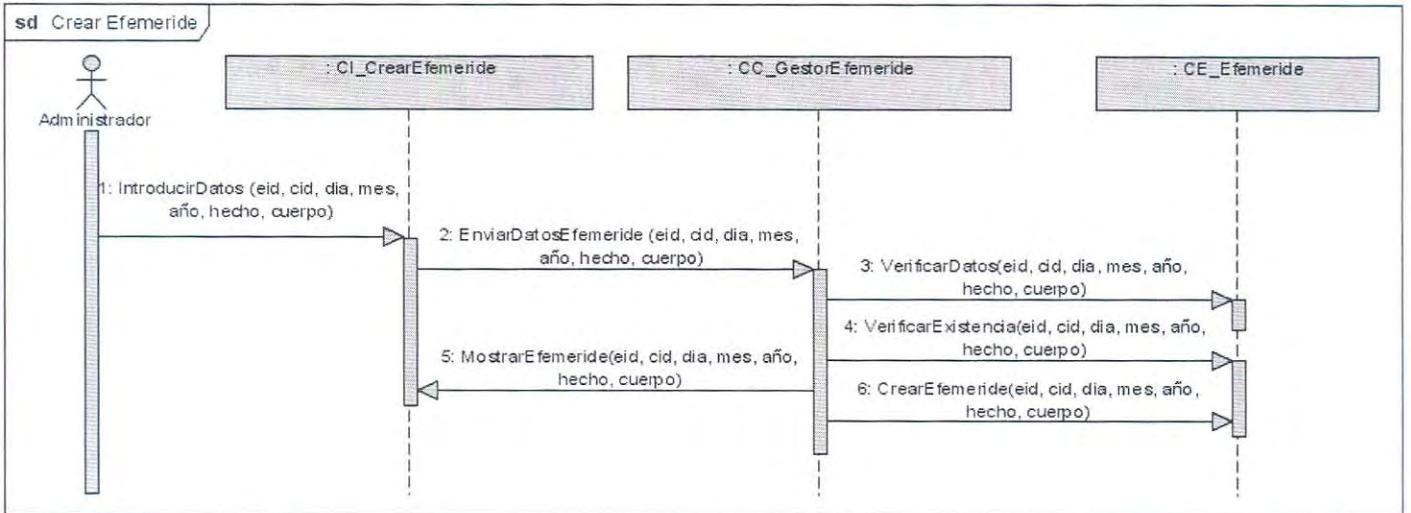 sd Crear Efemeride
: CI_CrearEfemeride
: CC_GestorEfemeride
: CE_Efemeride
Administrador
1: IntroducirDatos (eid, cid, dia, mes,
año, hecho, cuerpo)
2: EnviarDatosEfemeride (eid, cid, dia, mes,
año, hecho, cuerpo)
3: VerificarDatos(eid, cid, dia, mes, año,
hecho, cuerpo)
4: VerificarExistencia(eid, cid, dia, mes, año,
hecho, cuerpo)
5: MostrarEfemeride(eid, cid, dia, mes, año,
hecho, cuerpo)
6: CrearEfemeride(eid, cid, dia, mes, año,
hecho, cuerpo)